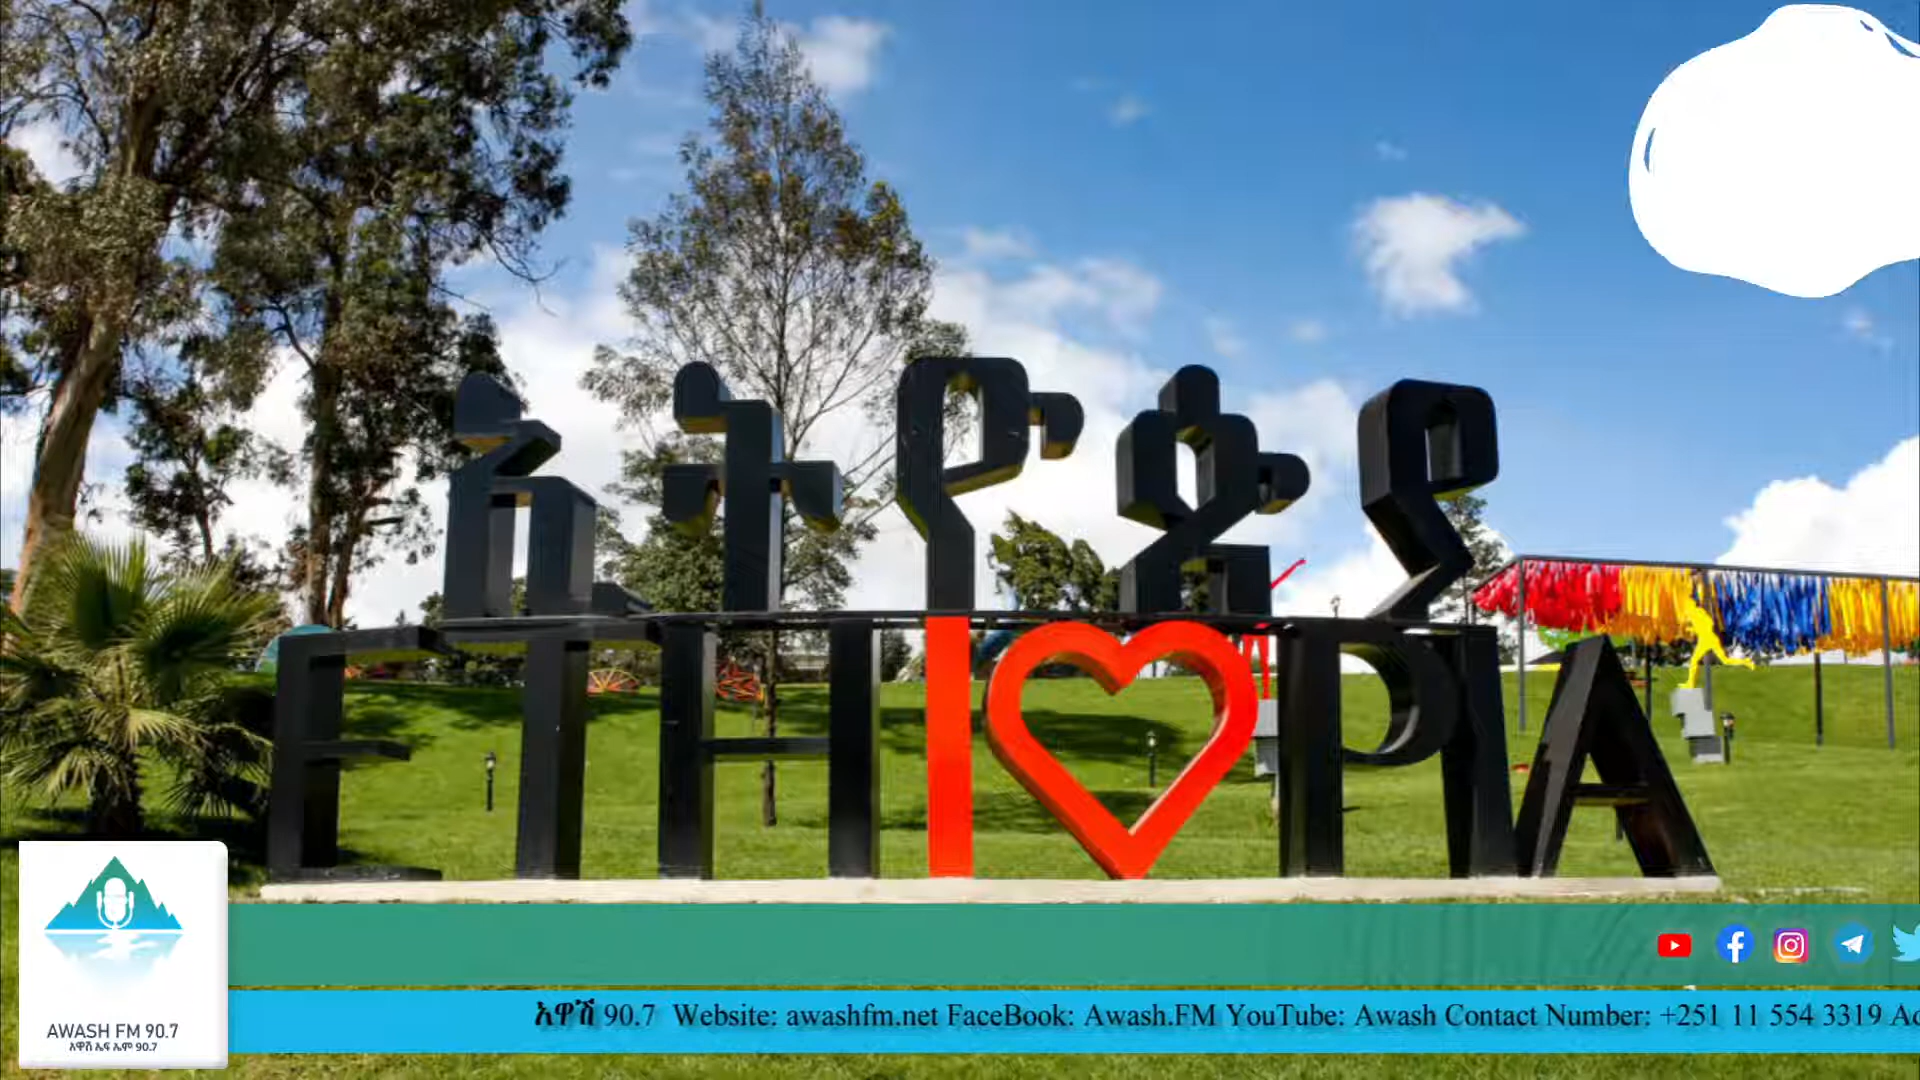 ኢትዮጵያ
ETHIOPIA
አዋሽ 90.7 Website: awashfm.net FaceBook: Awash.FM YouTube: Awash Contact Number: +251 11 554 3319
AWASH FM 90.7
አዋሽ ኤፍ ኤም 90.7